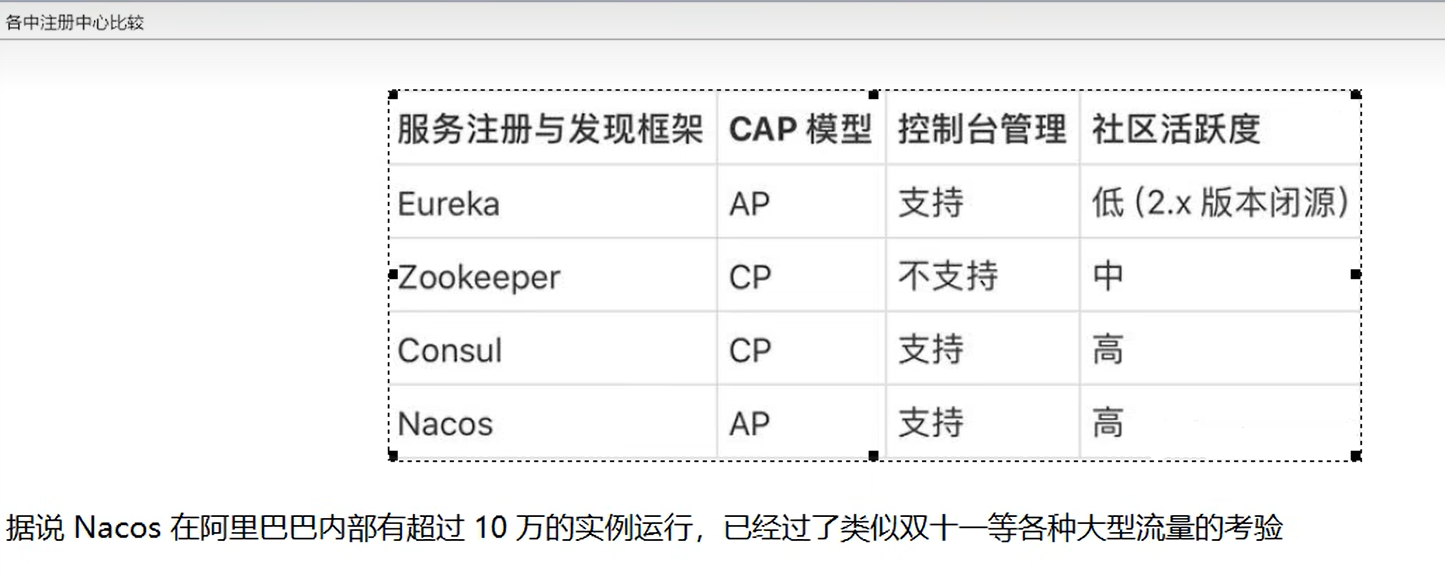 各中注册中心比较
服务注册与发现框架 CAP 模型 控制台管理 社区活跃度
Eureka AP 支持 低 (2.x 版本闭源)
Zookeeper CP 不支持 中
Consul CP 支持 高
Nacos AP 支持 高
据说 Nacos 在阿里巴巴内部有超过 10 万的实例运行，已经过了类似双十一等各种大型流量的考验